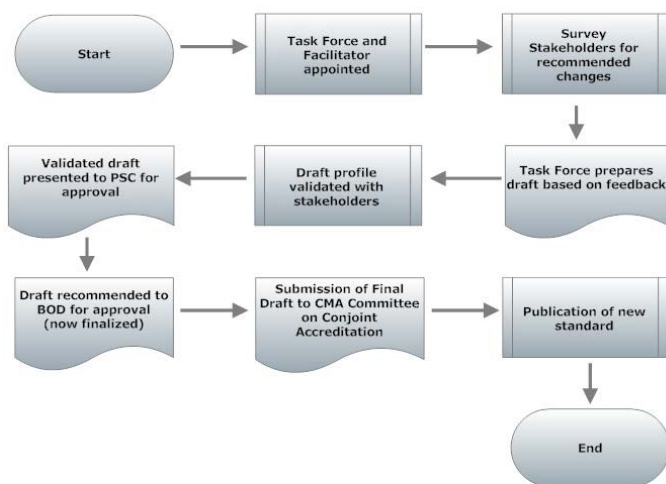 Start
Task Force and
Facilitator
appointed
Survey
Stakeholders for
recommended
changes
Task Force prepares
draft based on feedback
Draft profile
validated with
stakeholders
Validated draft
presented to PSC for
approval
Draft recommended to
BOD for approval
(now finalized)
Submission of Final
Draft to CMA Committee
on Conjoint
Accreditation
Publication of new
standard
End